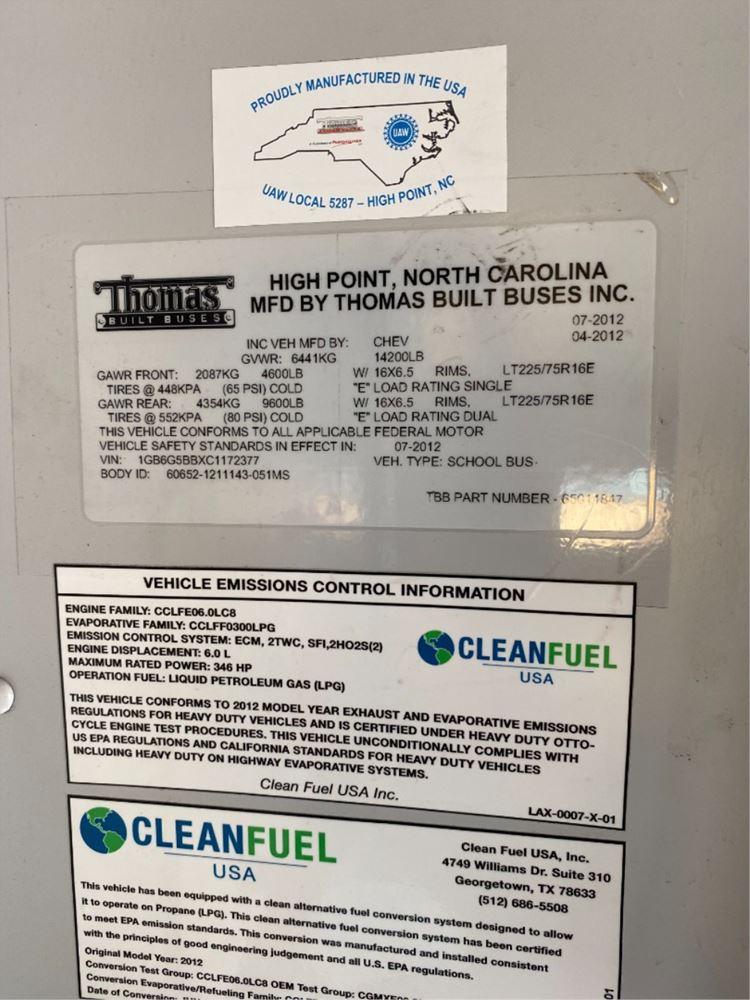 PROUDLY MANUFACTURED IN THE USA
UAW
UAW LOCAL 5287 – HIGH POINT, NC
Thomas
BUILT BUSES
HIGH POINT, NORTH CAROLINA
MFD BY THOMAS BUILT BUSES INC.
07-2012
INC VEH MFD BY: CHEV 04-2012
GVWR: 6441KG 14200LB
GAWR FRONT: 2087KG 4600LB W/ 16X6.5 RIMS, LT225/75R16E
TIRES @ 448KPA (65 PSI) COLD "E" LOAD RATING SINGLE
GAWR REAR: 4354KG 9600LB W/ 16X6.5 RIMS, LT225/75R16E
TIRES @ 552KPA (80 PSI) COLD "E" LOAD RATING DUAL
THIS VEHICLE CONFORMS TO ALL APPLICABLE FEDERAL MOTOR
VEHICLE SAFETY STANDARDS IN EFFECT IN: 07-2012
VIN: 1GB6G5BBXC1172377 VEH. TYPE: SCHOOL BUS
BODY ID: 60652-1211143-051MS
TBB PART NUMBER - 65011847
VEHICLE EMISSIONS CONTROL INFORMATION
ENGINE FAMILY: CCLFE06.0LC8
EVAPORATIVE FAMILY: CCLFF0300LPG
EMISSION CONTROL SYSTEM: ECM, 2TWC, SFI,2HO2S(2)
ENGINE DISPLACEMENT: 6.0 L
MAXIMUM RATED POWER: 346 HP
OPERATION FUEL: LIQUID PETROLEUM GAS (LPG)
CLEANFUEL
USA
THIS VEHICLE CONFORMS TO 2012 MODEL YEAR EXHAUST AND EVAPORATIVE EMISSIONS
REGULATIONS FOR HEAVY DUTY VEHICLES AND IS CERTIFIED UNDER HEAVY DUTY OTTO-
CYCLE ENGINE TEST PROCEDURES. THIS VEHICLE UNCONDITIONALLY COMPLIES WITH
US EPA REGULATIONS AND CALIFORNIA STANDARDS FOR HEAVY DUTY VEHICLES
INCLUDING HEAVY DUTY ON HIGHWAY EVAPORATIVE SYSTEMS.
Clean Fuel USA Inc.
LAX-0007-X-01
CLEANFUEL
USA
Clean Fuel USA, Inc.
4749 Williams Dr. Suite 310
Georgetown, TX 78633
(512) 686-5508
This vehicle has been equipped with a clean alternative fuel conversion system designed to allow
it to operate on Propane (LPG). This clean alternative fuel conversion system has been certified
to meet EPA emission standards. This conversion was manufactured and installed consistent
with the principles of good engineering judgement and all U.S. EPA regulations.
Original Model Year: 2012
Conversion Test Group: CCLFE06.0LC8 OEM Test Group:
Conversion Evaporative/Refueling Family:
Date of Conversion:
01